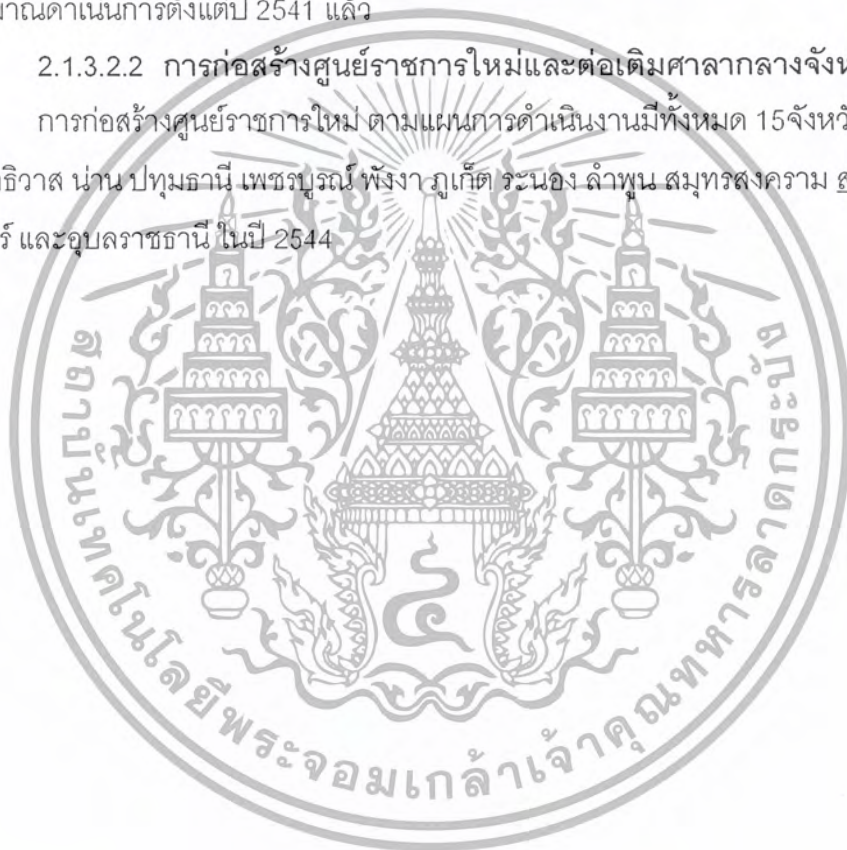 ดำเนินการตั้งแต่ปี 2541 แล้ว
2.1.3.2.2 การก่อสร้างศูนย์ราชการใหม่และต่อเติมศาลากลางจังห
การก่อสร้างศูนย์ราชการใหม่ ตามแผนการดำเนินงานมีทั้งหมด 15จังหวั
ธิวาส น่าน ปทุมธานี เพชรบูรณ์ พังงา ภูเก็ต ระนอง ลำพูน สมุทรสงคราม
ร์ และอุบลราชธานี ในปี 2544
สถาบันเทคโนโลยีพระจอมเกล้าเจ้าคุณทหารลาดกระบัง